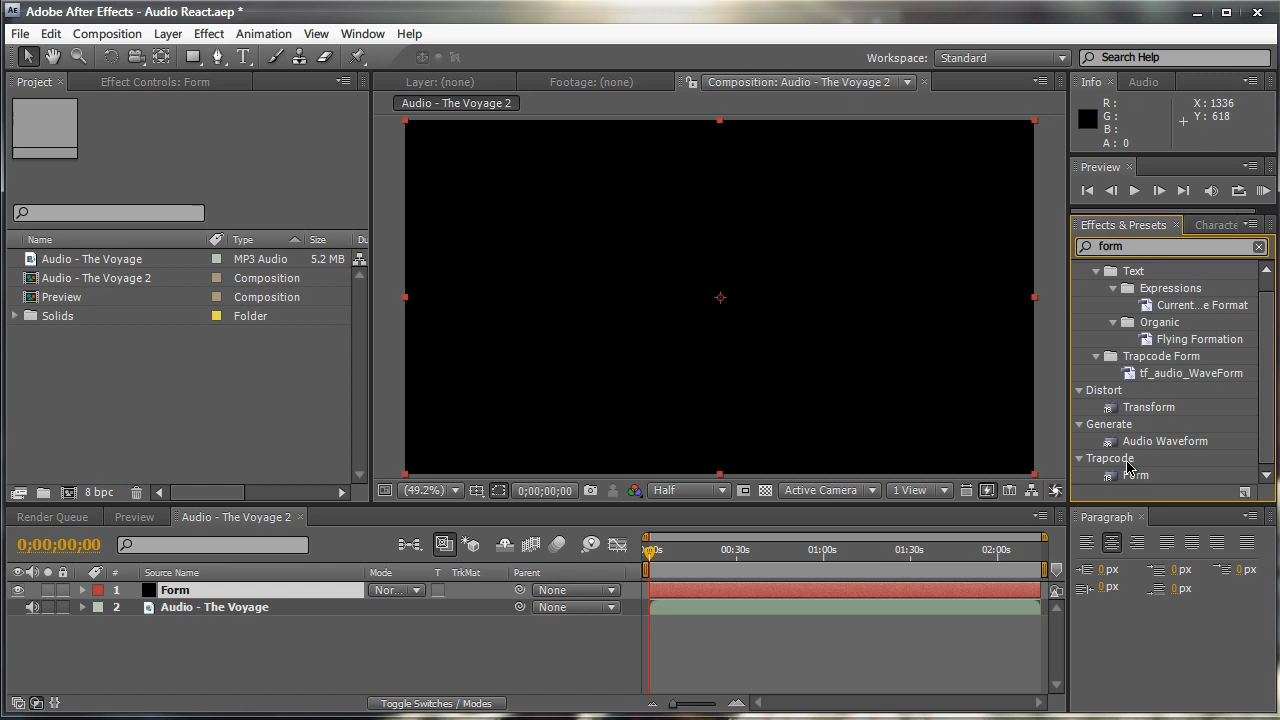 Adobe After Effects - Audio React.aep *
File Edit Composition Layer Effect Animation View Window Help
Workspace: Standard Search Help
Project Effect Controls: Form
Layer: (none) Footage: (none) Composition: Audio - The Voyage 2
Info Audio
Audio - The Voyage 2
R: G: B: A: 0
X: 1336
Y: 618
Preview
Effects & Presets Characte
form
Name Type Size Du
Audio - The Voyage MP3 Audio 5.2 MB
Audio - The Voyage 2 Composition
Preview Composition
Solids Folder
Text
Expressions
Current...e Format
Organic
Flying Formation
Trapcode Form
tf_audio_WaveForm
Distort
Transform
Generate
Audio Waveform
Trapcode
Form
8 bpc
(49.2%) 0;00;00;00 Half Active Camera 1 View
Render Queue Preview Audio - The Voyage 2
Paragraph
0;00;00;00
00:30s 01:00s 01:30s 02:00s
# Source Name Mode T TrkMat Parent
1 Form Nor... None
2 Audio - The Voyage None
0 px 0 px 0 px
0 px 0 px
Toggle Switches / Modes